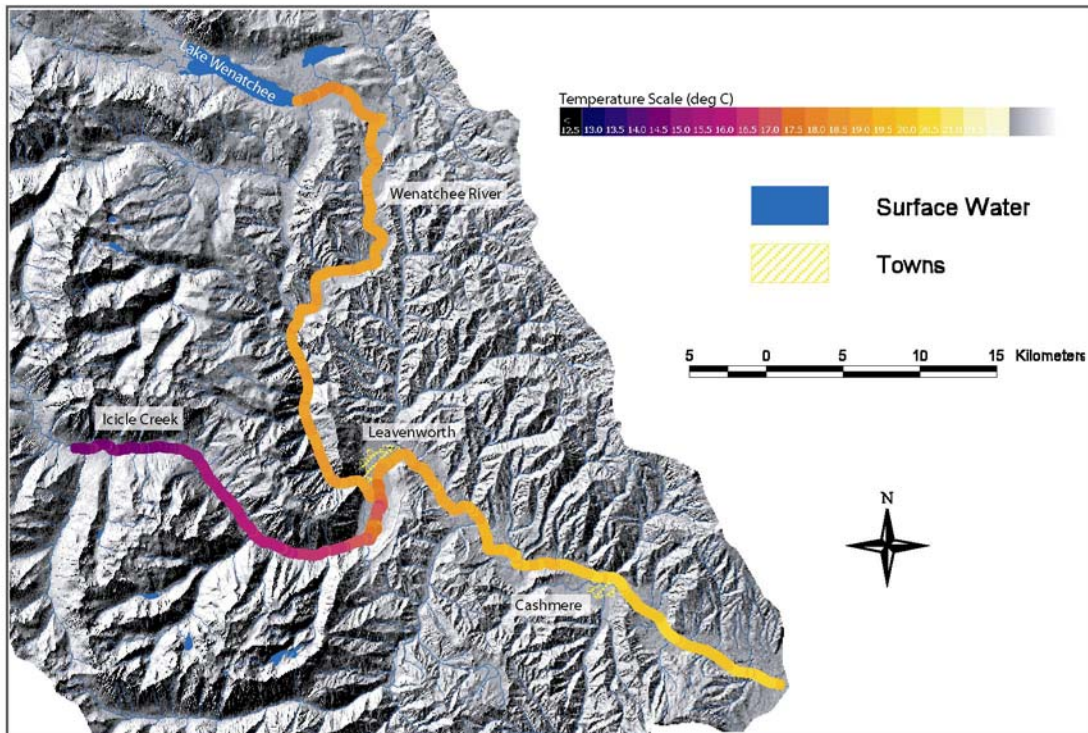 Lake Wenatchee
Temperature Scale (deg C)
< 12.5 13.0 13.5 14.0 14.5 15.0 15.5 16.0 16.5 17.0 17.5 18.0 18.5 19.0 19.5 20.0 20.5 21.0
Wenatchee River
Surface Water
Towns
5 0 5 10 15 Kilometers
Icicle Creek
Leavenworth
N
Cashmere